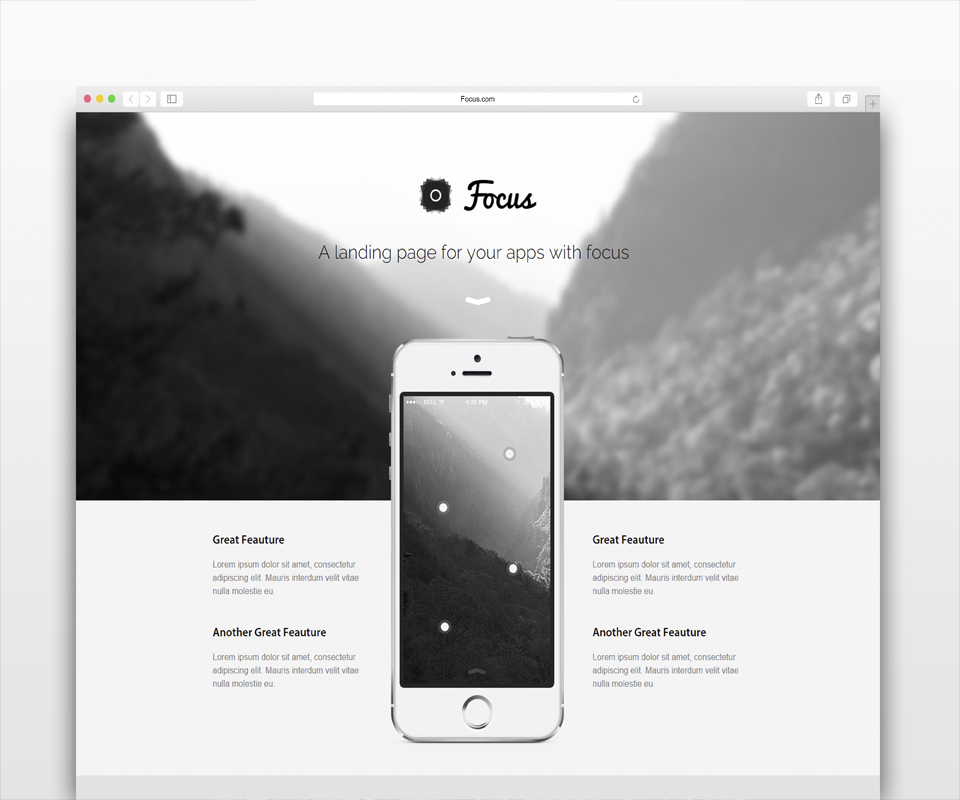 Focus.com
Focus
A landing page for your apps with focus
BELL 4:21 PM
Great Feauture
Lorem ipsum dolor sit amet, consectetur
adipiscing elit. Mauris interdum velit vitae
nulla molestie eu.
Another Great Feauture
Lorem ipsum dolor sit amet, consectetur
adipiscing elit. Mauris interdum velit vitae
nulla molestie eu.
Great Feauture
Lorem ipsum dolor sit amet, consectetur
adipiscing elit. Mauris interdum velit vitae
nulla molestie eu.
Another Great Feauture
Lorem ipsum dolor sit amet, consectetur
adipiscing elit. Mauris interdum velit vitae
nulla molestie eu.